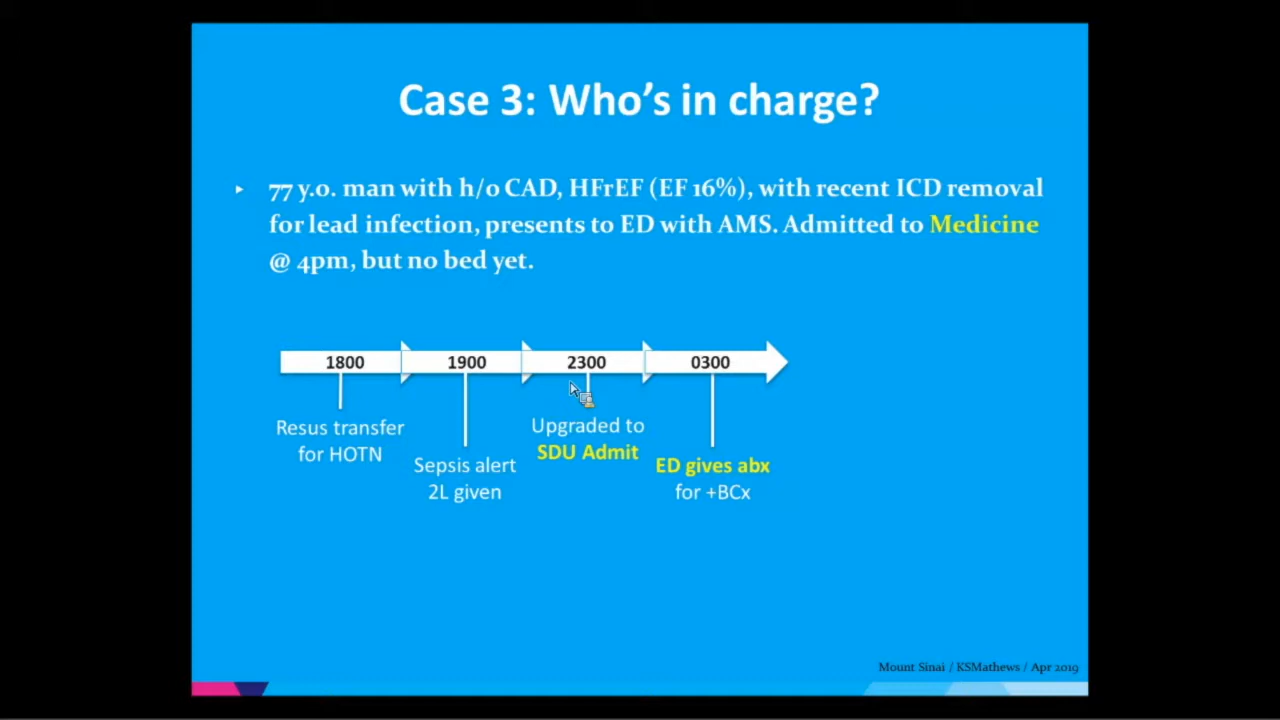 Case 3: Who's in charge?
77 y.o. man with h/o CAD, HFrEF (EF 16%), with recent ICD removal
for lead infection, presents to ED with AMS. Admitted to Medicine
@ 4pm, but no bed yet.
1800
1900
2300
0300
Resus transfer
for HOTN
Sepsis alert
2L given
Upgraded to
SDU Admit
ED gives abx
for +BCx
Mount Sinai / KSMathews / Apr 2019